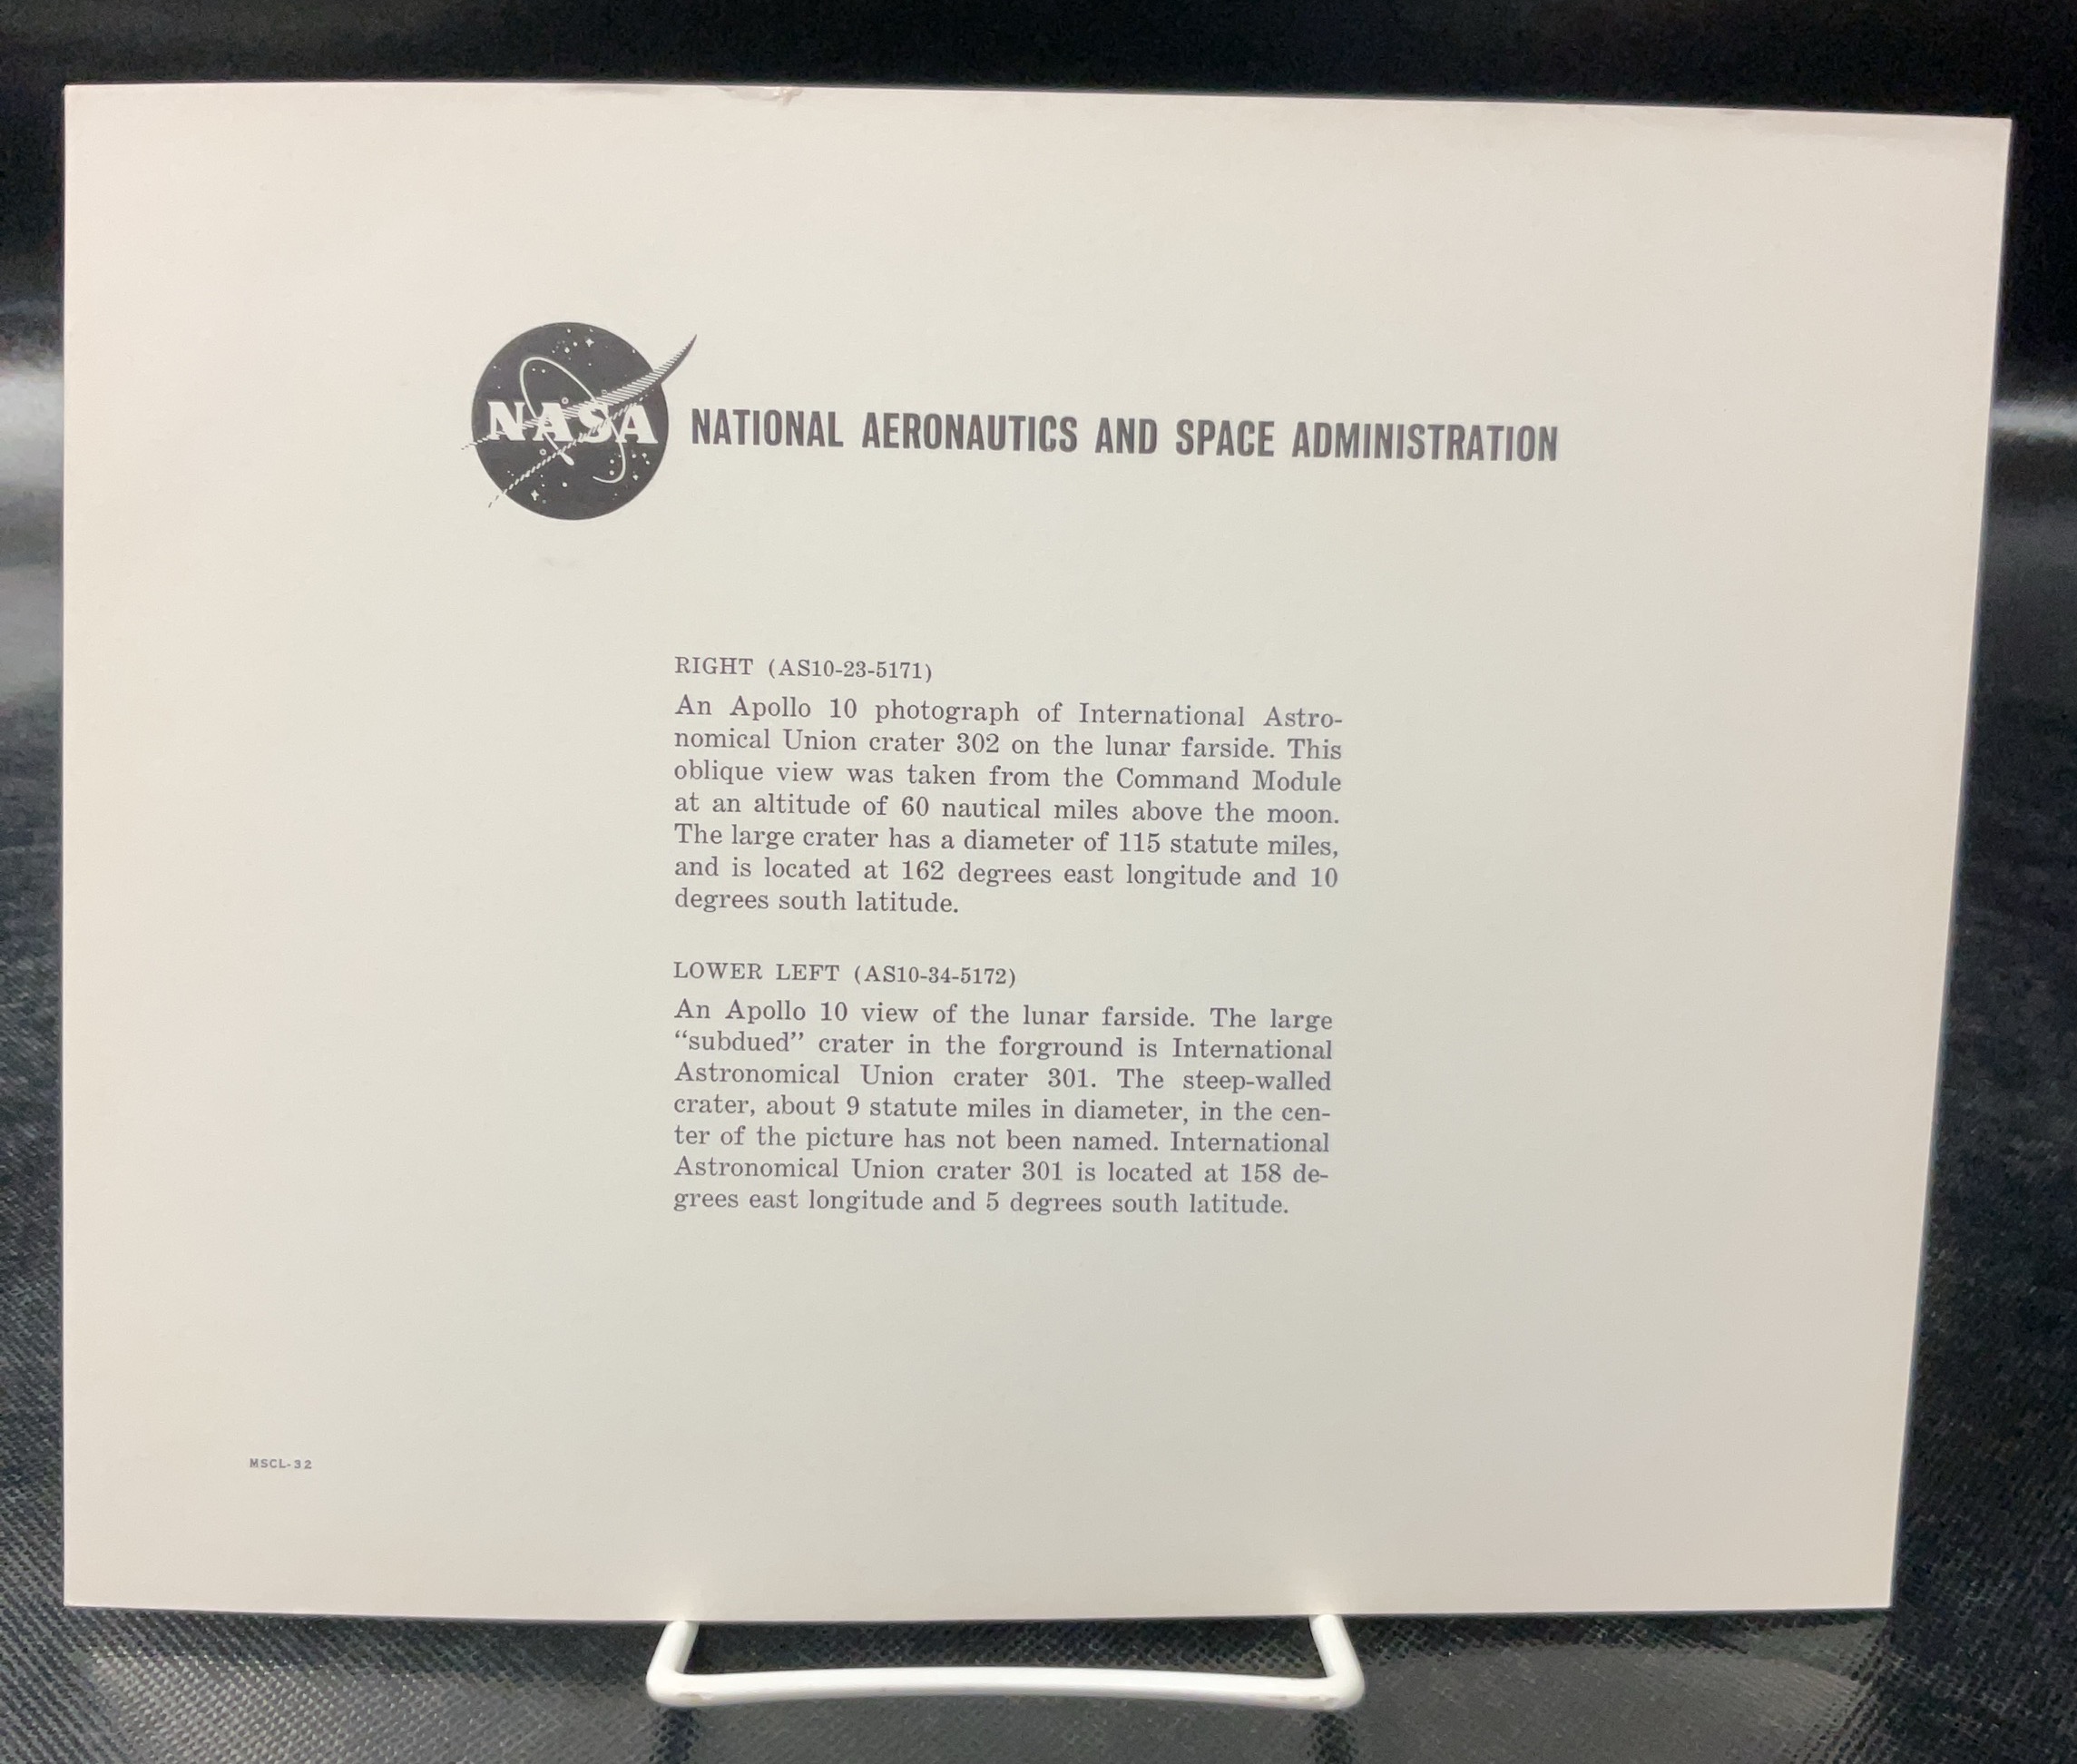 NASA NATIONAL AERONAUTICS AND SPACE ADMINISTRATION
RIGHT (AS10-23-5171)
An Apollo 10 photograph of International Astro-
nomical Union crater 302 on the lunar farside. This
oblique view was taken from the Command Module
at an altitude of 60 nautical miles above the moon.
The large crater has a diameter of 115 statute miles,
and is located at 162 degrees east longitude and 10
degrees south latitude.
LOWER LEFT (AS10-34-5172)
An Apollo 10 view of the lunar farside. The large
“subdued” crater in the forground is International
Astronomical Union crater 301. The steep-walled
crater, about 9 statute miles in diameter, in the cen-
ter of the picture has not been named. International
Astronomical Union crater 301 is located at 158 de-
grees east longitude and 5 degrees south latitude.
MSCL-32